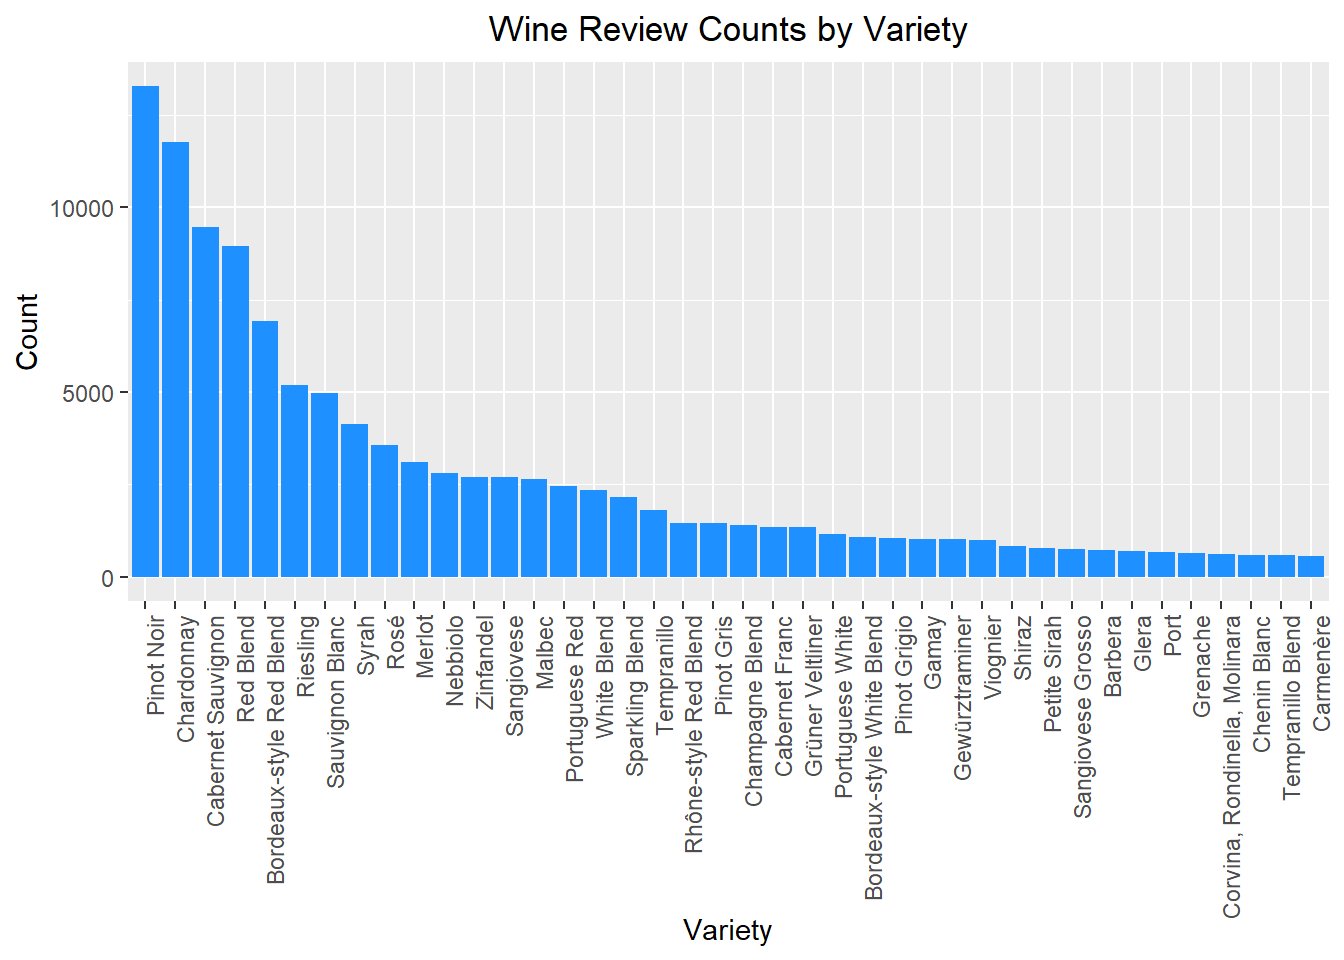 Wine Review Counts by Variety
Count
10000
5000
0
Pinot Noir
Chardonnay
Cabernet Sauvignon
Red Blend
Bordeaux-style Red Blend
Riesling
Sauvignon Blanc
Syrah
Rosé
Merlot
Nebbiolo
Zinfandel
Sangiovese
Malbec
Portuguese Red
White Blend
Sparkling Blend
Tempranillo
Rhône-style Red Blend
Pinot Gris
Champagne Blend
Cabernet Franc
Grüner Veltliner
Portuguese White
Bordeaux-style White Blend
Pinot Grigio
Gamay
Gewürztraminer
Viognier
Shiraz
Petite Sirah
Sangiovese Grosso
Barbera
Glera
Port
Grenache
Corvina, Rondinella, Molinara
Chenin Blanc
Tempranillo Blend
Carmenère
Variety